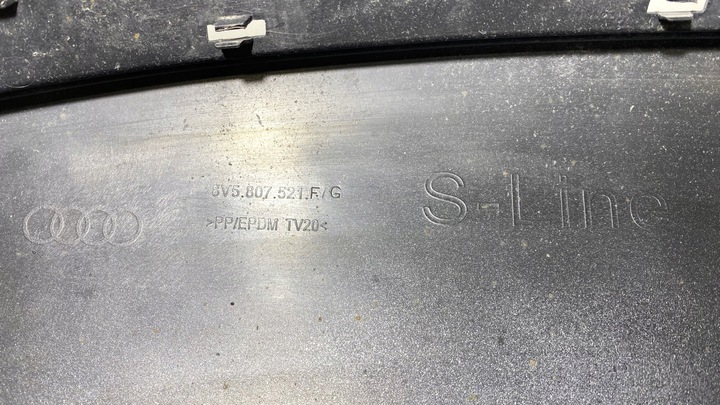 8V5.807.521.F/G
>PP/EPDM TV20<
S-Line